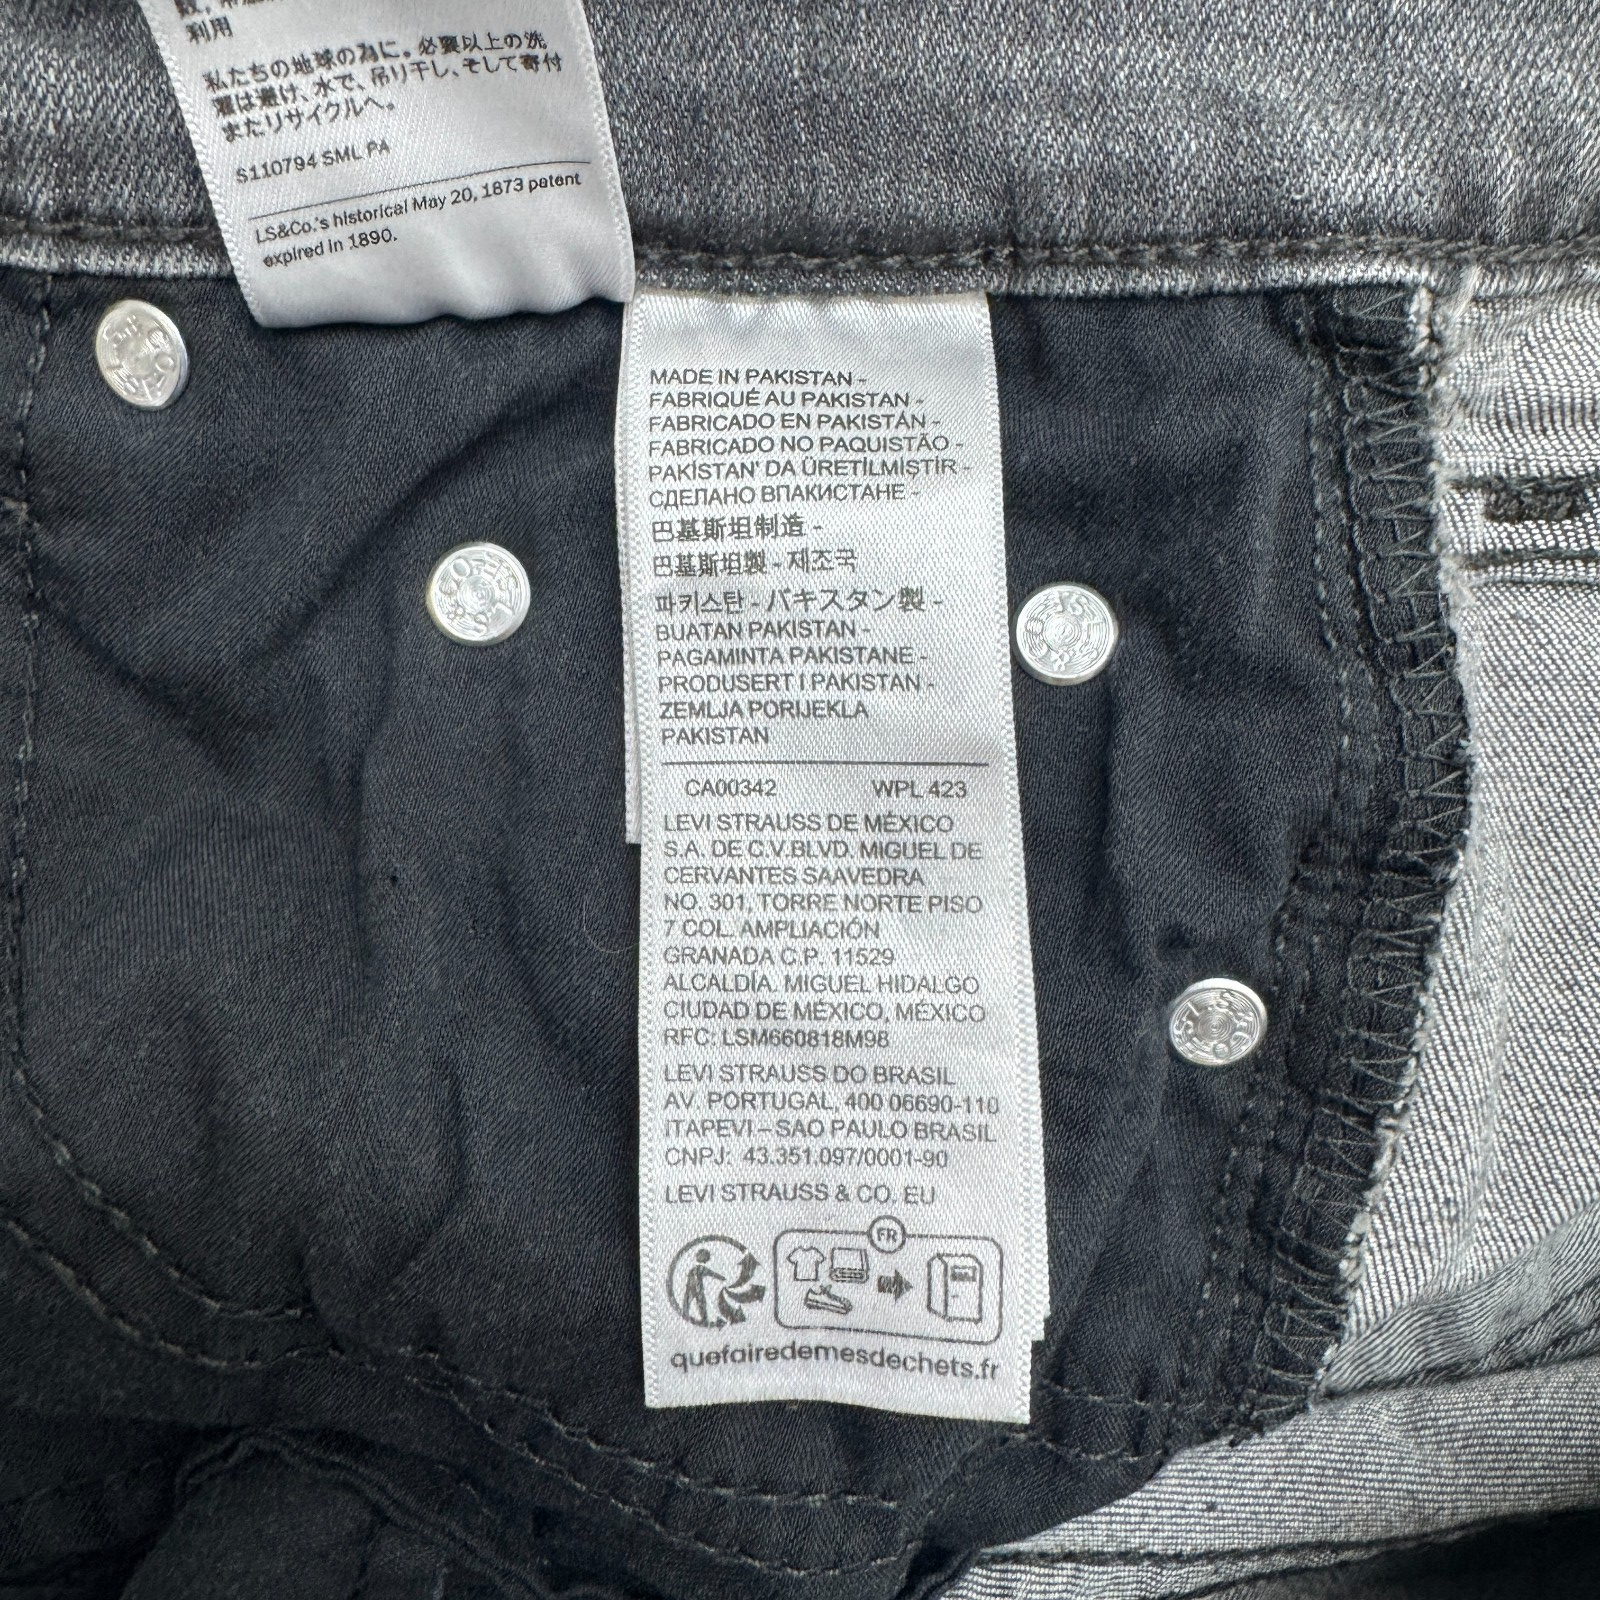 利用
私たちの地球の為に。必要以上の洗
濯は避け、水で、吊り干し、そして寄付
またリサイクルへ。
S110794 SML PA
LS&Co.'s historical May 20, 1873 patent
expired in 1890.
MADE IN PAKISTAN -
FABRIQUÉ AU PAKISTAN -
FABRICADO EN PAKISTÁN -
FABRICADO NO PAQUISTÃO -
PAKİSTAN' DA ÜRETİLMİŞTİR -
СДЕЛАНО ВПАКИСТАНЕ -
巴基斯坦制造 -
巴基斯坦製 - 제조국
파키스탄 - パキスタン製 -
BUATAN PAKISTAN -
PAGAMINTA PAKISTANE -
PRODUSERT I PAKISTAN -
ZEMLJA PORIJEKLA
PAKISTAN
CA00342 WPL 423
LEVI STRAUSS DE MÉXICO
S.A. DE C.V.BLVD. MIGUEL DE
CERVANTES SAAVEDRA
NO. 301, TORRE NORTE PISO
7 COL. AMPLIACIÓN
GRANADA C.P. 11529
ALCALDÍA. MIGUEL HIDALGO
CIUDAD DE MÉXICO, MÉXICO
RFC: LSM660818M98
LEVI STRAUSS DO BRASIL
AV. PORTUGAL, 400 06690-110
ITAPEVI – SAO PAULO BRASIL
CNPJ: 43.351.097/0001-90
LEVI STRAUSS & CO. EU
FR
quefairedemesdechets.fr